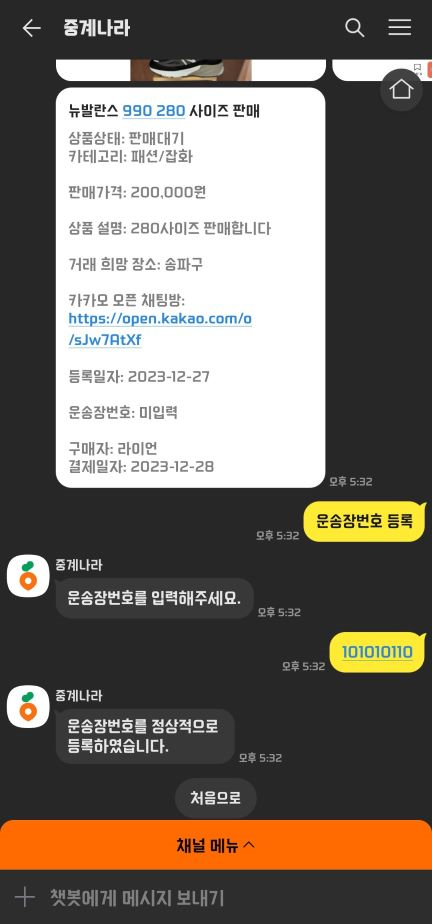 중계나라
뉴발란스 990 280 사이즈 판매
상품상태: 판매대기
카테고리: 패션/잡화
판매가격: 200,000원
상품 설명: 280사이즈 판매합니다
거래 희망 장소: 송파구
카카오 오픈 채팅방:
https://open.kakao.com/o
/sJw7AtXf
등록일자: 2023-12-27
운송장번호: 미입력
구매자: 라이언
결제일자: 2023-12-28
오후 5:32
운송장번호 등록
오후 5:32
중계나라
운송장번호를 입력해주세요.
오후 5:32
101010110
오후 5:32
중계나라
운송장번호를 정상적으로
등록하였습니다.
오후 5:32
처음으로
채널 메뉴
챗봇에게 메시지 보내기